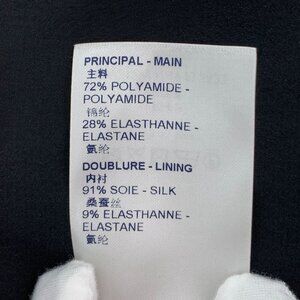 PRINCIPAL - MAIN
主料
72% POLYAMIDE -
POLYAMIDE
锦纶
28% ELASTHANNE -
ELASTANE
氨纶
DOUBLURE - LINING
内衬
91% SOIE - SILK
桑蚕丝
9% ELASTHANNE -
ELASTANE
氨纶